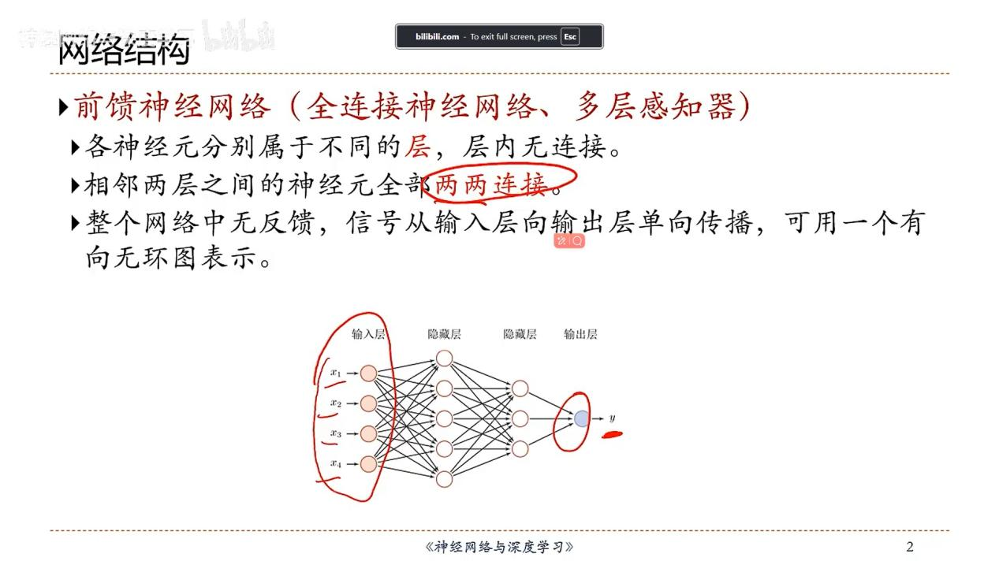 网络结构
bilibili
bilibili.com - To exit full screen, press Esc
前馈神经网络（全连接神经网络、多层感知器）
各神经元分别属于不同的层，层内无连接。
相邻两层之间的神经元全部两两连接。
整个网络中无反馈，信号从输入层向输出层单向传播，可用一个有
向无环图表示。
输入层 隐藏层 隐藏层 输出层
x1
x2
y
x3
x4
《神经网络与深度学习》 2